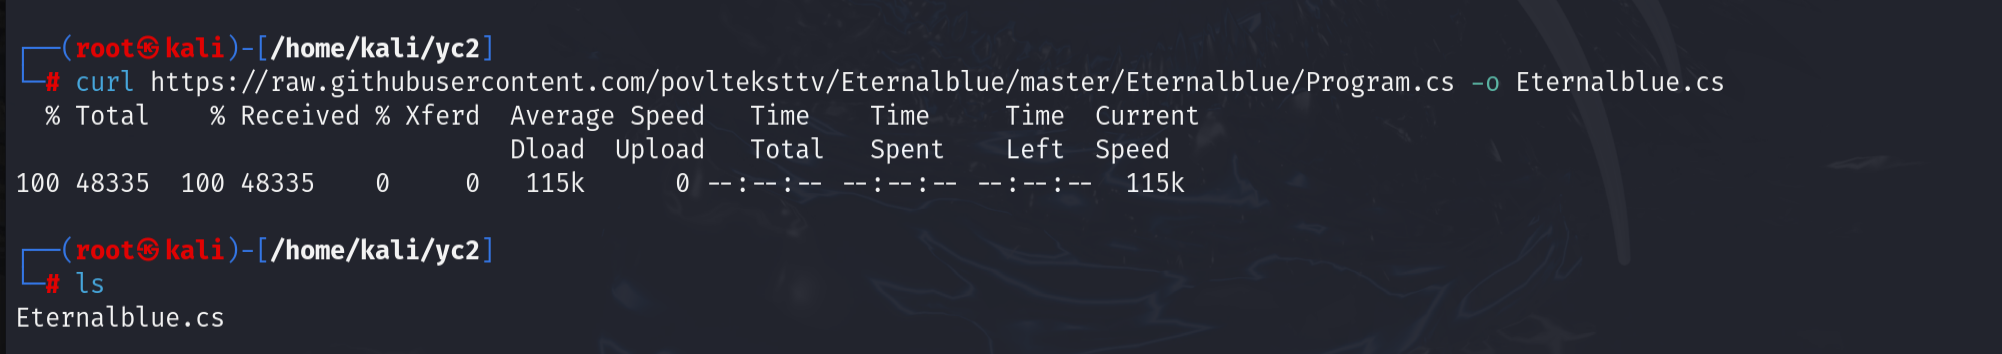 ┌──(root㉿kali)-[/home/kali/yc2]
└─# curl https://raw.githubusercontent.com/povlteksttv/Eternalblue/master/Eternalblue/Program.cs -o Eternalblue.cs
  % Total    % Received % Xferd  Average Speed   Time    Time     Time  Current
                                 Dload  Upload   Total   Spent    Left  Speed
100 48335  100 48335    0     0   115k      0 --:--:-- --:--:-- --:--:--  115k
┌──(root㉿kali)-[/home/kali/yc2]
└─# ls
Eternalblue.cs